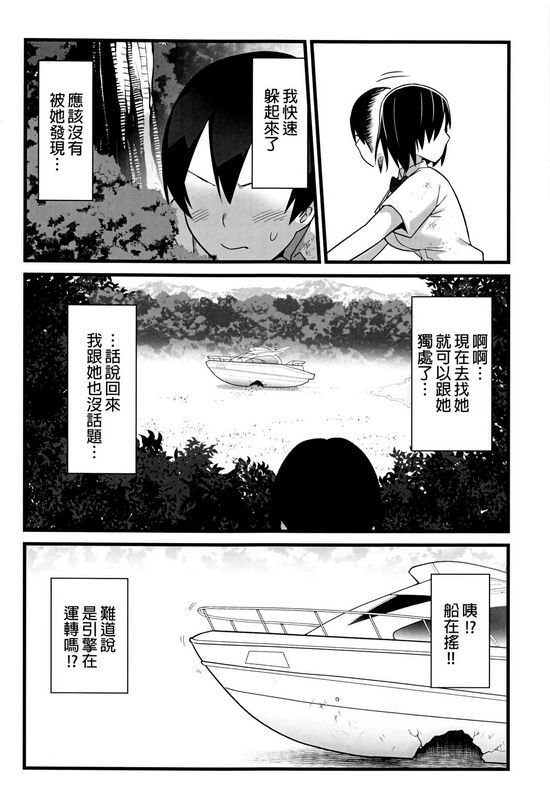 我快速
躲起來了
應該沒有
被她發現…
啊啊…
現在去找她
就可以跟她
獨處了…
…話說回來
我跟她也沒話題…
咦!?
船在搖!!
難道說
是引擎在
運轉嗎!?